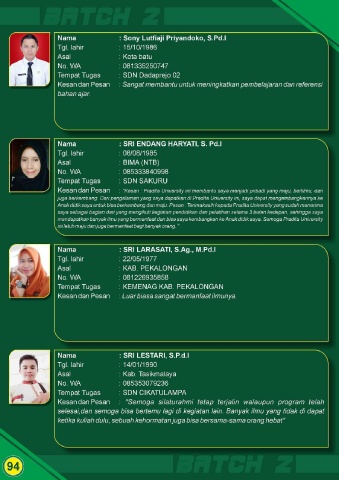 BATCH 2
Nama : Sony Lutfiaji Priyandoko, S.Pd.I
Tgl. lahir : 15/10/1986
Asal : Kota batu
No. WA : 081335250747
Tempat Tugas : SDN Dadaprejo 02
Kesan dan Pesan : Sangat membantu untuk meningkatkan pembelajaran dan referensi
bahan ajar.
Nama : SRI ENDANG HARYATI, S. Pd.I
Tgl. lahir : 08/08/1985
Asal : BIMA (NTB)
No. WA : 085333840998
Tempat Tugas : SDN SAKURU
Kesan dan Pesan : "Kesan : Pradita University ini membantu saya menjadi pribadi yang maju, berilmu, dan
juga berkembang. Dari pengalaman yang saya dapatkan di Pradita University ini, saya dapat mengembangkannya ke
Anak didik saya untuk bisa berkembang dan maju. Pesan : Terimakasih kepada Pradita University yang sudah menerima
saya sebagai bagian dari yang mengikuti kegiatan pendidikan dan pelatihan selama 3 bulan kedepan, sehingga saya
mendapatkan banyak ilmu yang bermanfaat dan bisa saya kembangkan ke Anak didik saya. Semoga Pradita University
ini lebih maju dan juga bermanfaat bagi banyak orang. "
Nama : SRI LARASATI, S.Ag., M.Pd.I
Tgl. lahir : 22/05/1977
Asal : KAB. PEKALONGAN
No. WA : 081226935858
Tempat Tugas : KEMENAG KAB. PEKALONGAN
Kesan dan Pesan : Luar biasa sangat bermanfaat ilmunya.
Nama : SRI LESTARI, S.P.d.I
Tgl. lahir : 14/01/1990
Asal : Kab. Tasikmalaya
No. WA : 085353079236
Tempat Tugas : SDN CIKATULAMPA
Kesan dan Pesan : "Semoga silaturahmi tetap terjalin walaupun program telah
selesai,dan semoga bisa bertemu lagi di kegiatan lain. Banyak ilmu yang tidak di dapat
ketika kuliah dulu, sebuah kehormatan juga bisa bersama-sama orang hebat"
94
BATCH 2